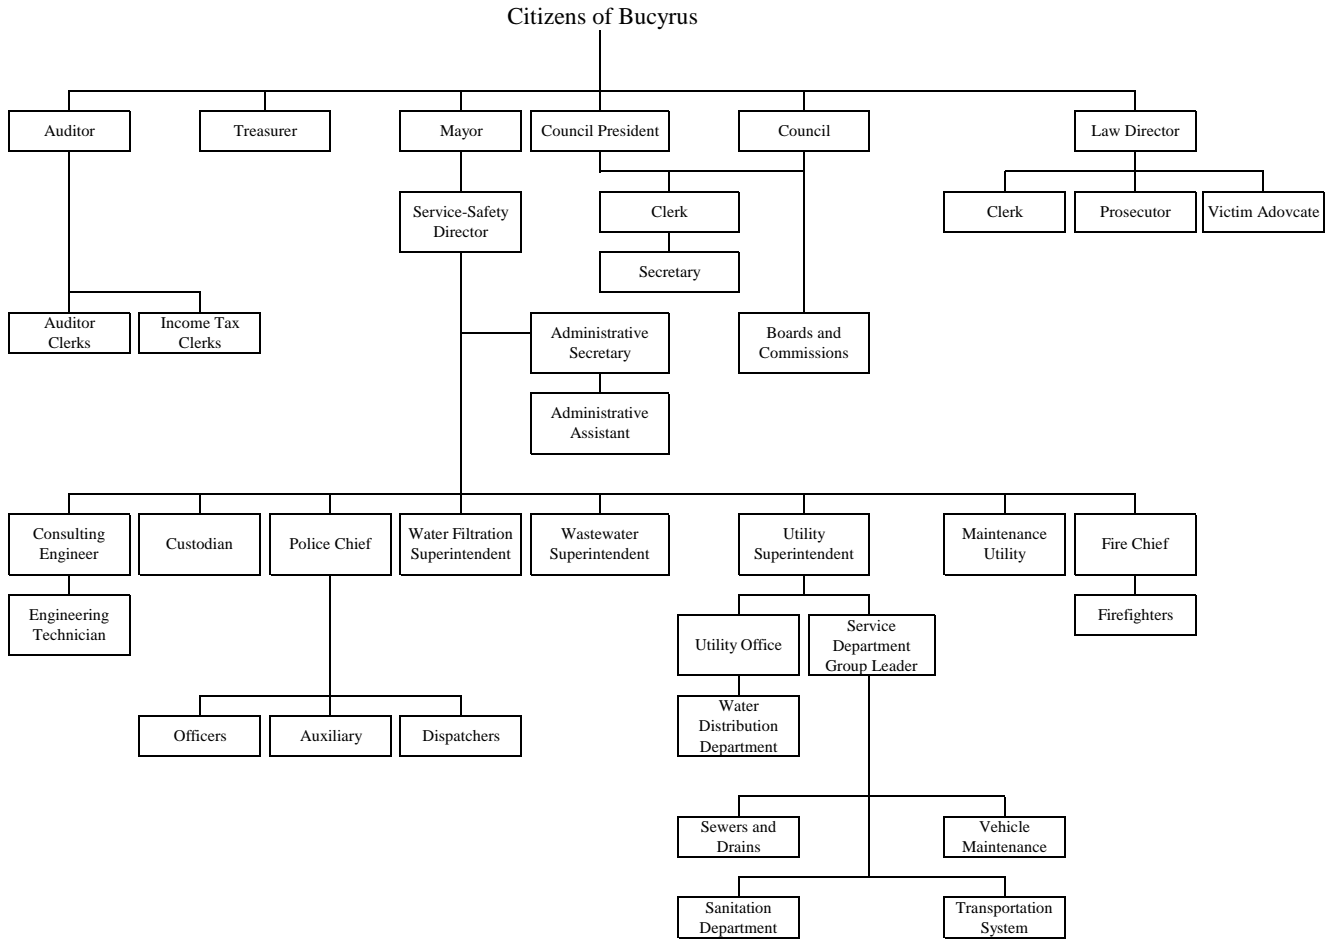 Citizens of Bucyrus
Auditor
Treasurer
Mayor
Council President
Council
Law Director
Service-Safety
Director
Clerk
Secretary
Clerk
Prosecutor
Victim Adovcate
Auditor
Clerks
Income Tax
Clerks
Administrative
Secretary
Administrative
Assistant
Boards and
Commissions
Consulting
Engineer
Custodian
Police Chief
Water Filtration
Superintendent
Wastewater
Superintendent
Utility
Superintendent
Maintenance
Utility
Fire Chief
Engineering
Technician
Firefighters
Utility Office
Service
Department
Group Leader
Officers
Auxiliary
Dispatchers
Water
Distribution
Department
Sewers and
Drains
Vehicle
Maintenance
Sanitation
Department
Transportation
System